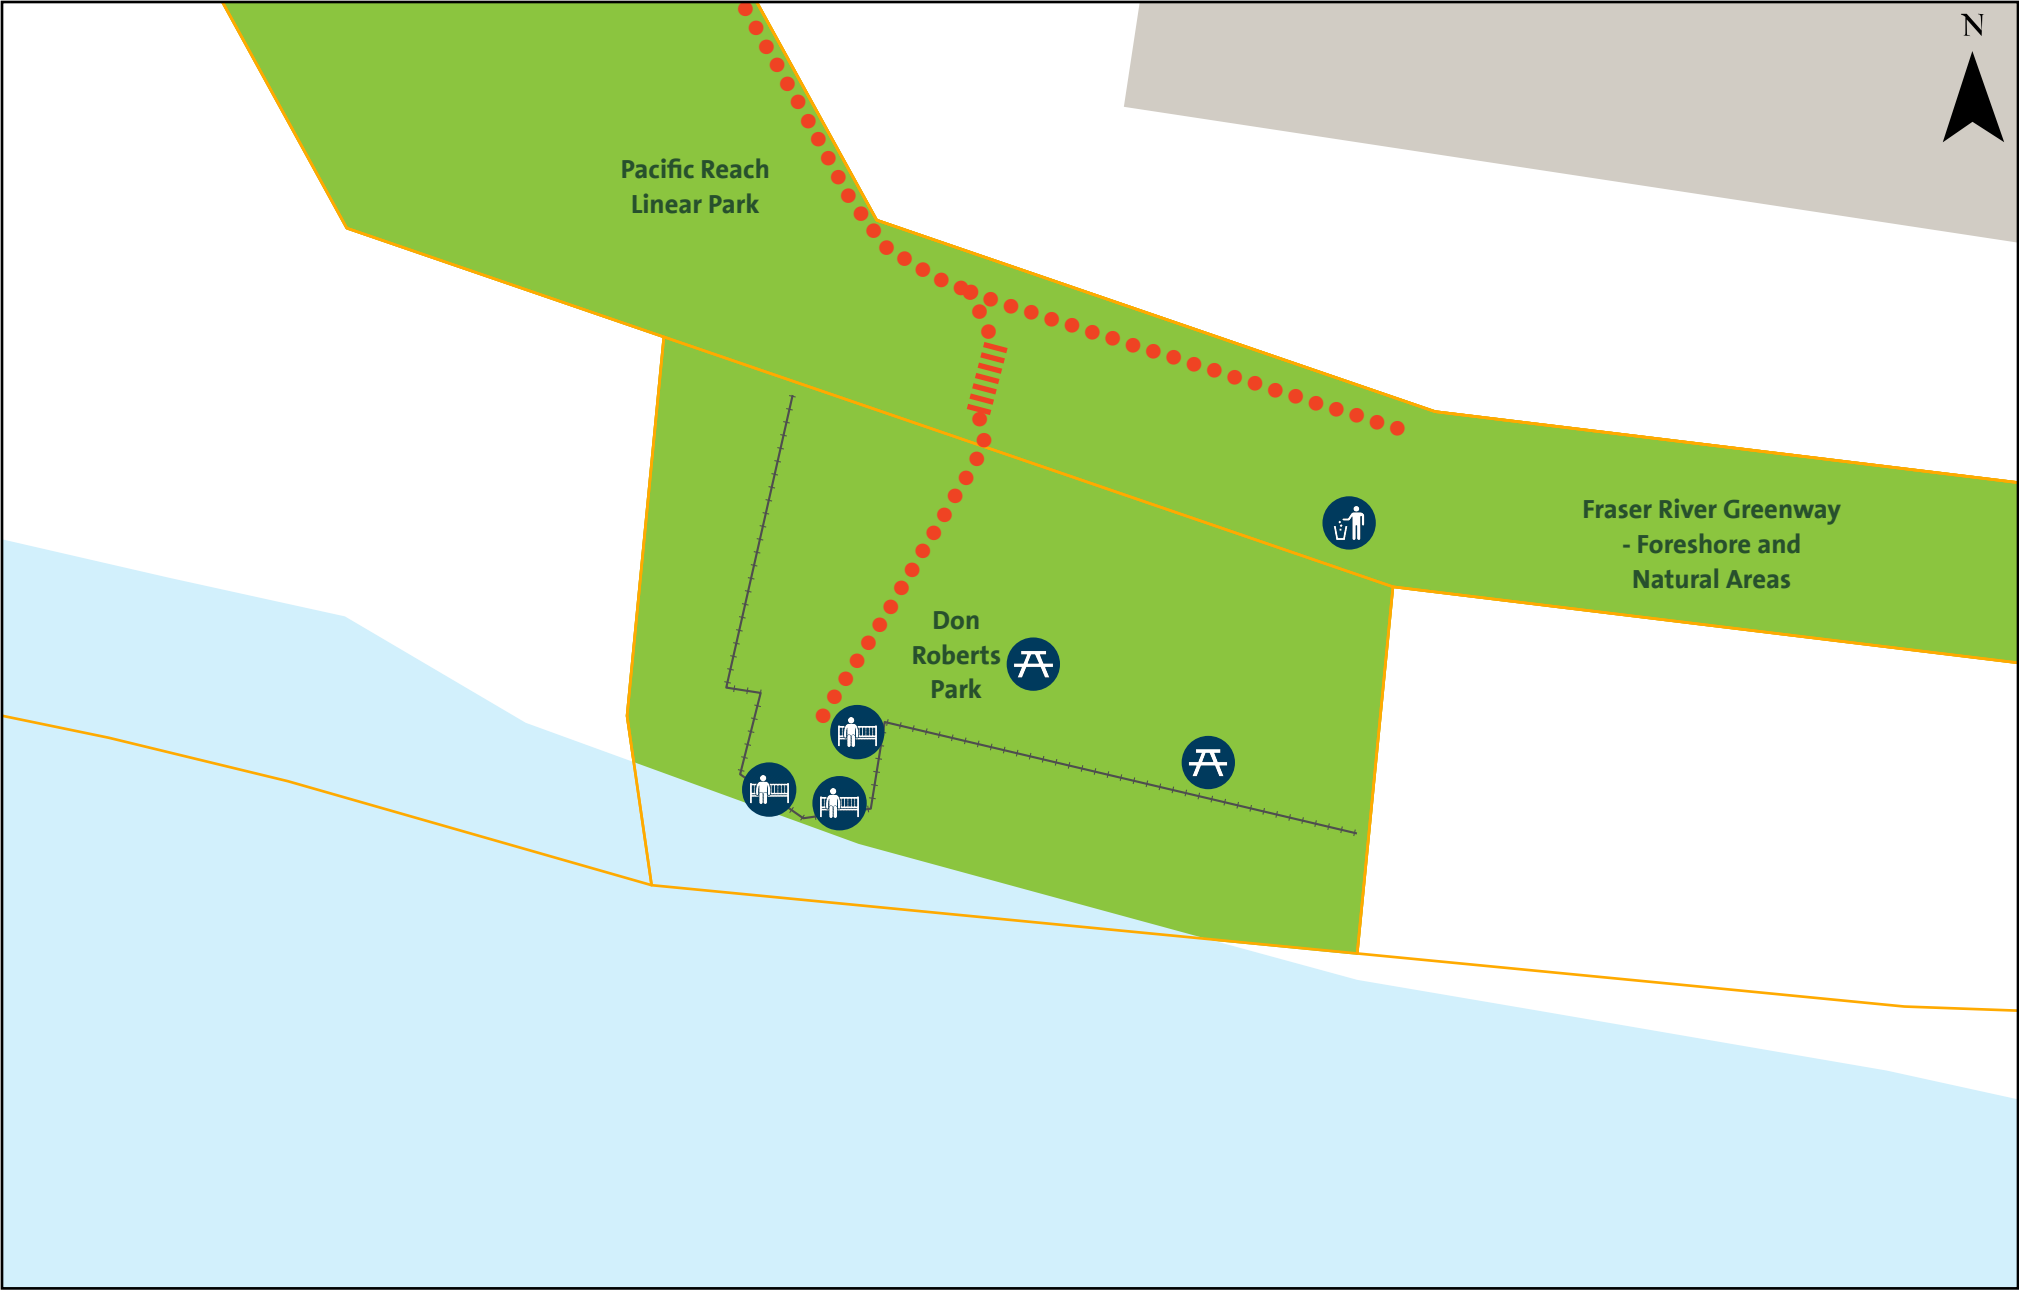 N
Pacific Reach
Linear Park
Fraser River Greenway
- Foreshore and
Natural Areas
Don
Roberts
Park